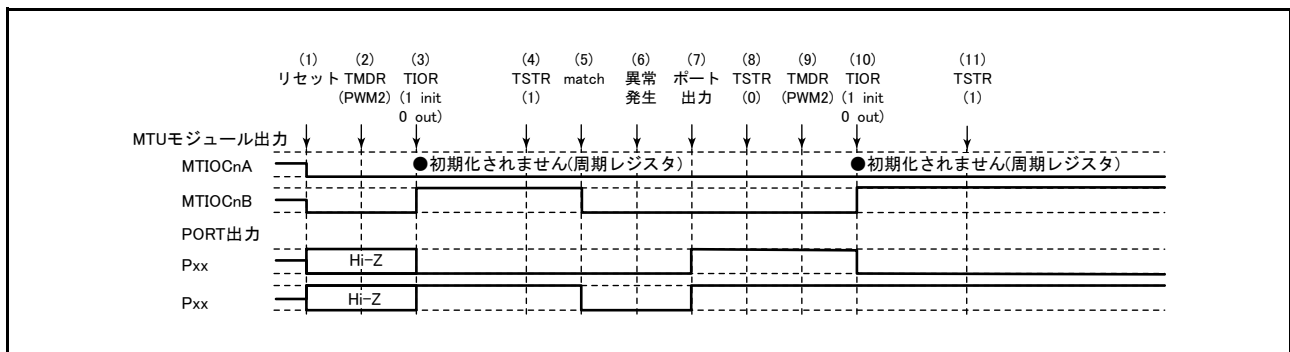 (1) (2) (3) (4) (5) (6) (7) (8) (9) (10) (11)
リセット TMDR TIOR TSTR match 異常 ポート TSTR TMDR TIOR TSTR
(PWM2) (1 init (1) 発生 出力 (0) (PWM2) (1 init (1)
0 out) 0 out)
MTUモジュール出力
MTIOCnA ●初期化されません(周期レジスタ) ●初期化されません(周期レジスタ)
MTIOCnB
PORT出力
Pxx Hi-Z
Pxx Hi-Z